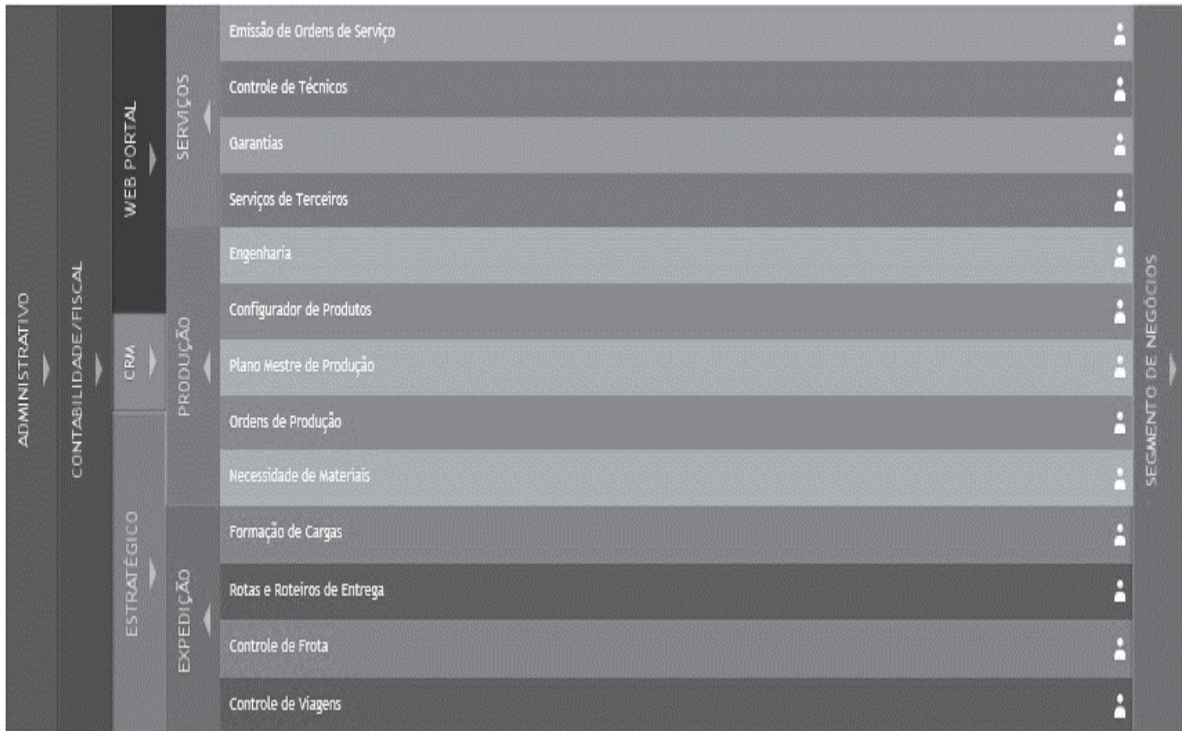 ADMINISTRATIVO
CONTABILIDADE/FISCAL
WEB PORTAL
CRM
ESTRATÉGICO
SERVIÇOS
Emissão de Ordens de Serviço
Controle de Técnicos
Garantias
Serviços de Terceiros
PRODUÇÃO
Engenharia
Configurador de Produtos
Plano Mestre de Produção
Ordens de Produção
Necessidade de Materiais
EXPEDIÇÃO
Formação de Cargas
Rotas e Roteiros de Entrega
Controle de Frota
Controle de Viagens
SEGMENTO DE NEGÓCIOS